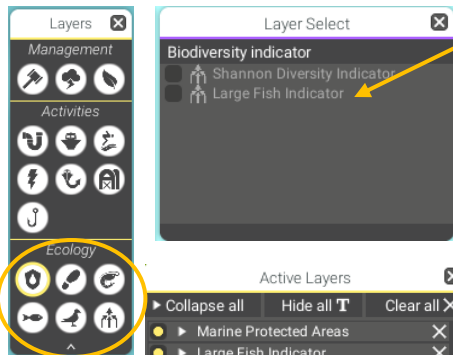 Layers
Management
Activities
Ecology
Layer Select
Biodiversity indicator
Shannon Diversity Indicator
Large Fish Indicator
Active Layers
Collapse all Hide all T Clear all X
Marine Protected Areas
Large Fish Indicator